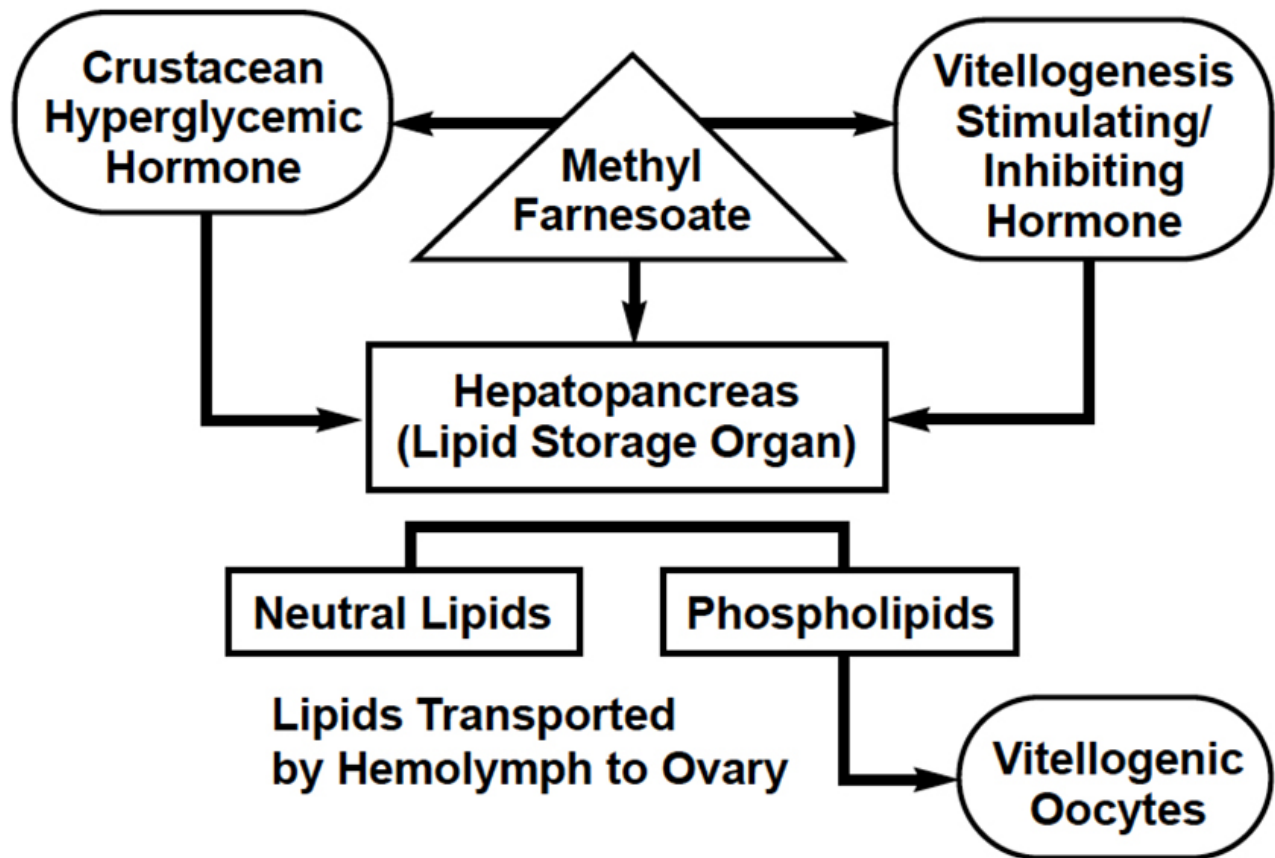 Crustacean
Hyperglycemic
Hormone
Methyl
Farnesoate
Vitellogenesis
Stimulating/
Inhibiting
Hormone
Hepatopancreas
(Lipid Storage Organ)
Neutral Lipids
Phospholipids
Lipids Transported
by Hemolymph to Ovary
Vitellogenic
Oocytes